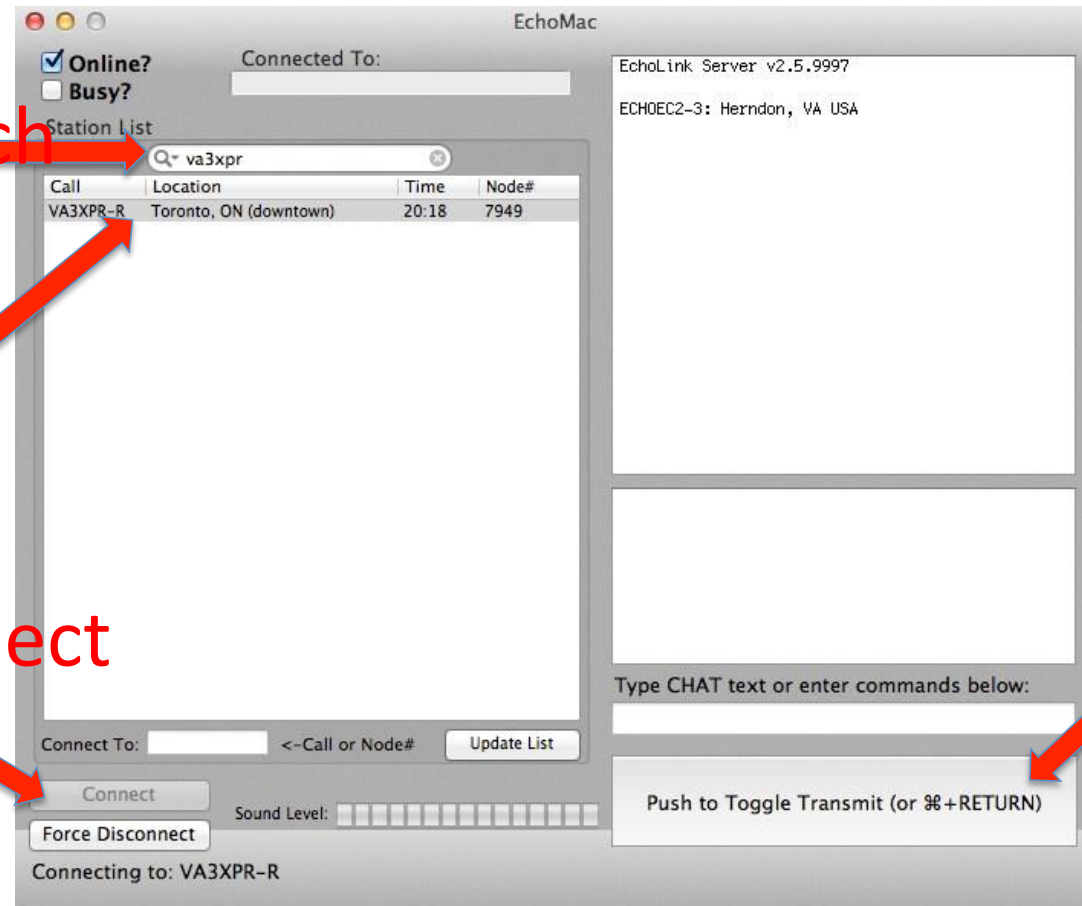 EchoMac
Online?
Busy?
Connected To:
Station List
va3xpr
Call Location Time Node#
VA3XPR-R Toronto, ON (downtown) 20:18 7949
ect
Connect To: <-Call or Node# Update List
Connect
Sound Level:
Force Disconnect
Connecting to: VA3XPR-R
EchoLink Server v2.5.9997
ECHOEC2-3: Herndon, VA USA
Type CHAT text or enter commands below:
Push to Toggle Transmit (or ⌘+RETURN)